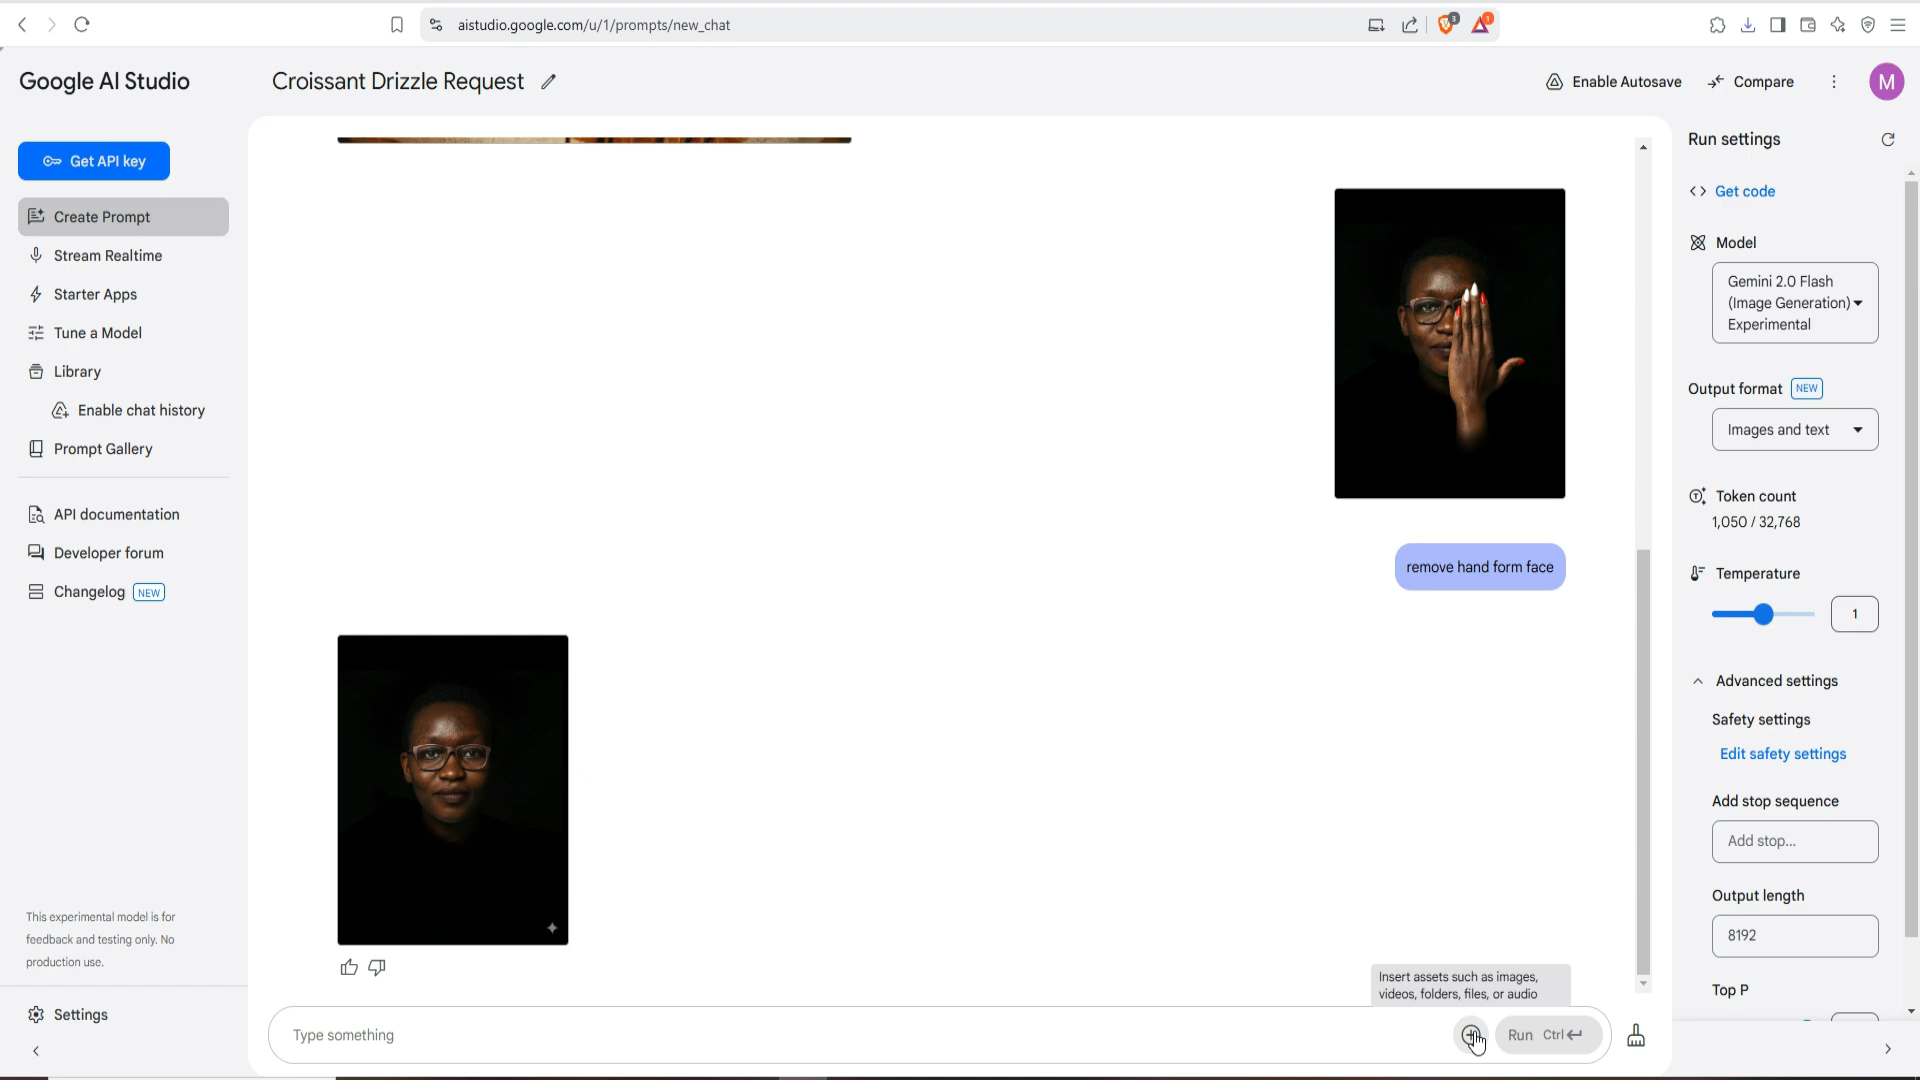 aistudio.google.com/u/1/prompts/new_chat
3
1
Google AI Studio
Croissant Drizzle Request
Enable Autosave
Compare
M
Get API key
Create Prompt
Stream Realtime
Starter Apps
Tune a Model
Library
Enable chat history
Prompt Gallery
API documentation
Developer forum
Changelog NEW
This experimental model is for
feedback and testing only. No
production use.
Settings
remove hand form face
Insert assets such as images,
videos, folders, files, or audio
Type something
Run Ctrl
Run settings
Get code
Model
Gemini 2.0 Flash
(Image Generation)
Experimental
Output format NEW
Images and text
Token count
1,050 / 32,768
Temperature
1
Advanced settings
Safety settings
Edit safety settings
Add stop sequence
Add stop...
Output length
8192
Top P